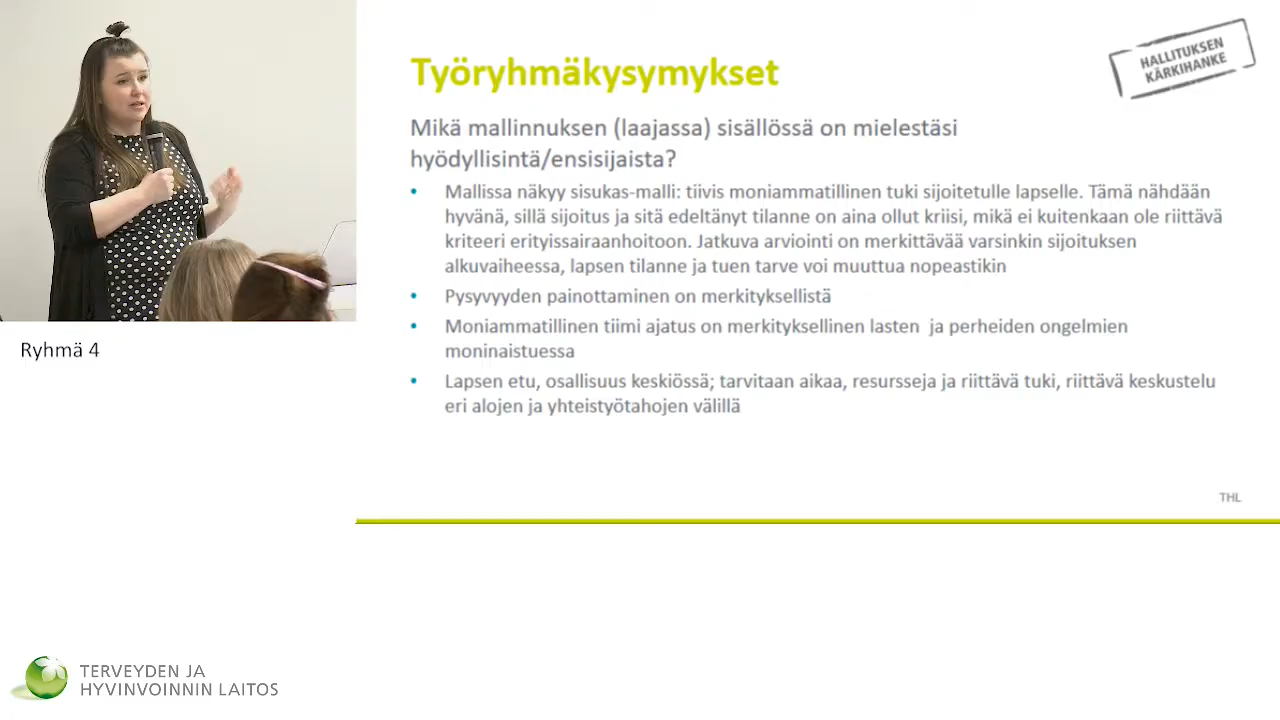 HALLITUKSEN
KÄRKIHANKE
Työryhmäkysymykset
Mikä mallinnuksen (laajassa) sisällössä on mielestäsi
hyödyllisintä/ensisijaista?
• Mallissa näkyy sisukas-malli: tiivis moniammatillinen tuki sijoitetulle lapselle. Tämä nähdään
hyvänä, sillä sijoitus ja sitä edeltänyt tilanne on aina ollut kriisi, mikä ei kuitenkaan ole riittävä
kriteeri erityissairaanhoitoon. Jatkuva arviointi on merkittävää varsinkin sijoituksen
alkuvaiheessa, lapsen tilanne ja tuen tarve voi muuttua nopeastikin
• Pysyvyyden painottaminen on merkityksellistä
• Moniammatillinen tiimi ajatus on merkityksellinen lasten ja perheiden ongelmien
moninaistuessa
• Lapsen etu, osallisuus keskiössä; tarvitaan aikaa, resursseja ja riittävä tuki, riittävä keskustelu
eri alojen ja yhteistyötahojen välillä
THL
Ryhmä 4
TERVEYDEN JA
HYVINVOINNIN LAITOS